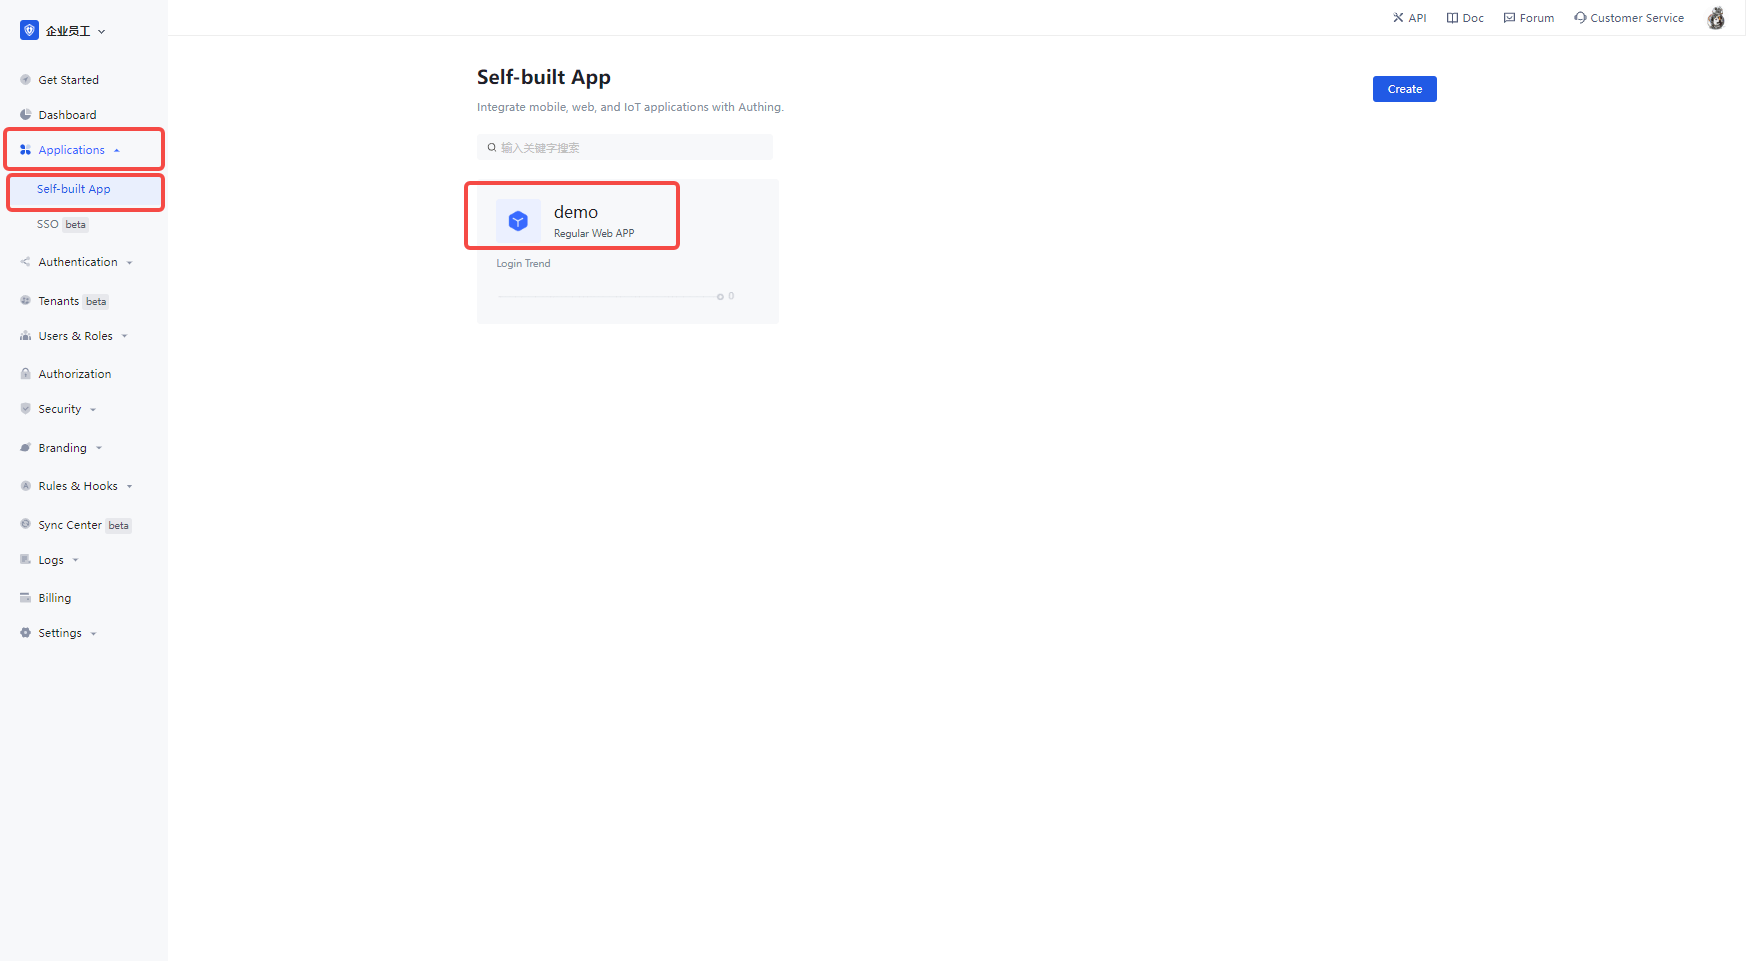 企业员工
API Doc Forum Customer Service
Get Started
Dashboard
Applications
Self-built App
SSO beta
Authentication
Tenants beta
Users & Roles
Authorization
Security
Branding
Rules & Hooks
Sync Center beta
Logs
Billing
Settings
Self-built App
Integrate mobile, web, and IoT applications with Authing.
Create
输入关键字搜索
demo
Regular Web APP
Login Trend
0